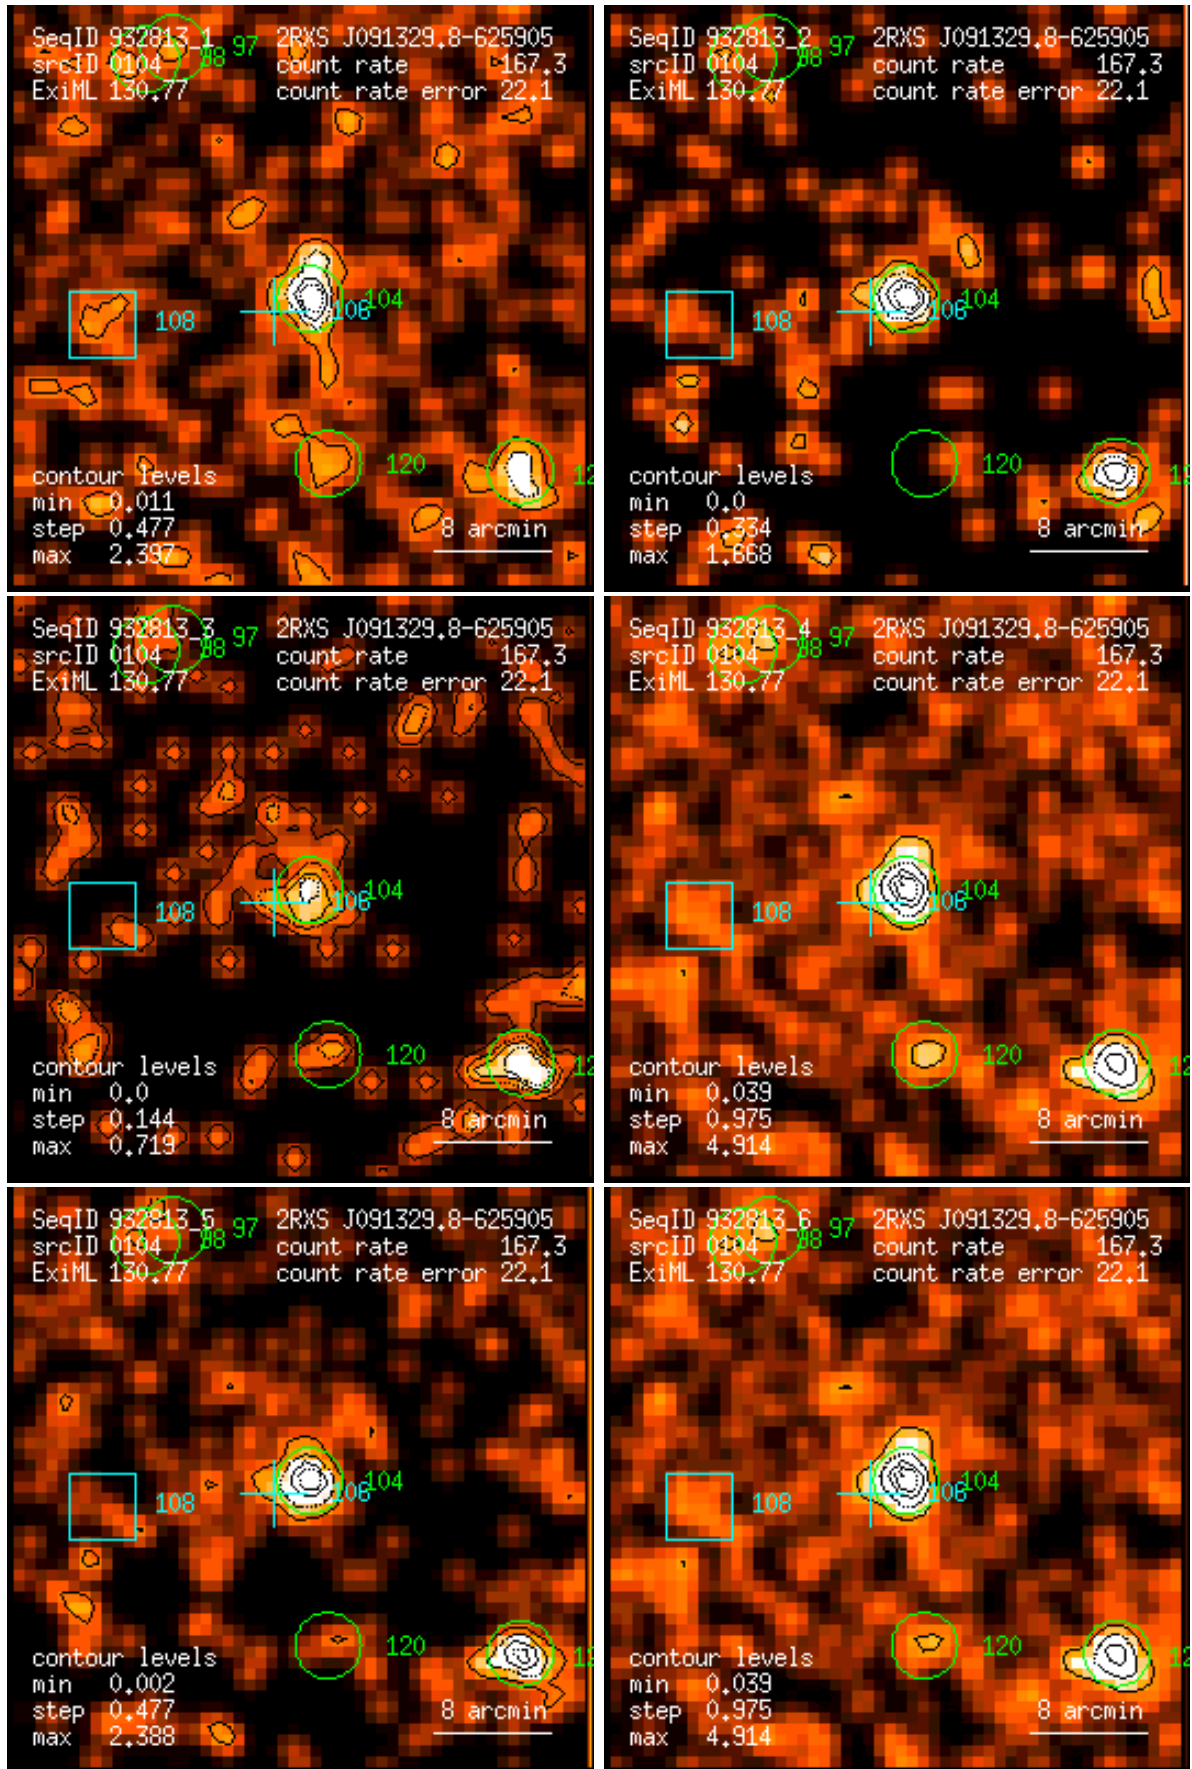 SeqID 932813_1 98 97 2RXS J091329.8-625905
srcID 0104 count rate 167.3
ExiML 130.77 count rate error 22.1
108 106 104
120 12
contour levels
min 0.011
step 0.477 8 arcmin
max 2.397
SeqID 932813_2 98 97 2RXS J091329.8-625905
srcID 0104 count rate 167.3
ExiML 130.77 count rate error 22.1
108 106 104
120 12
contour levels
min 0.0
step 0.334 8 arcmin
max 1.668
SeqID 932813_3 98 97 2RXS J091329.8-625905
srcID 0104 count rate 167.3
ExiML 130.77 count rate error 22.1
108 106 104
120 12
contour levels
min 0.0
step 0.144 8 arcmin
max 0.719
SeqID 932813_4 98 97 2RXS J091329.8-625905
srcID 0104 count rate 167.3
ExiML 130.77 count rate error 22.1
108 106 104
120 12
contour levels
min 0.039
step 0.975 8 arcmin
max 4.914
SeqID 932813_5 98 97 2RXS J091329.8-625905
srcID 0104 count rate 167.3
ExiML 130.77 count rate error 22.1
108 106 104
120 12
contour levels
min 0.002
step 0.477 8 arcmin
max 2.388
SeqID 932813_6 98 97 2RXS J091329.8-625905
srcID 0104 count rate 167.3
ExiML 130.77 count rate error 22.1
108 106 104
120 12
contour levels
min 0.039
step 0.975 8 arcmin
max 4.914